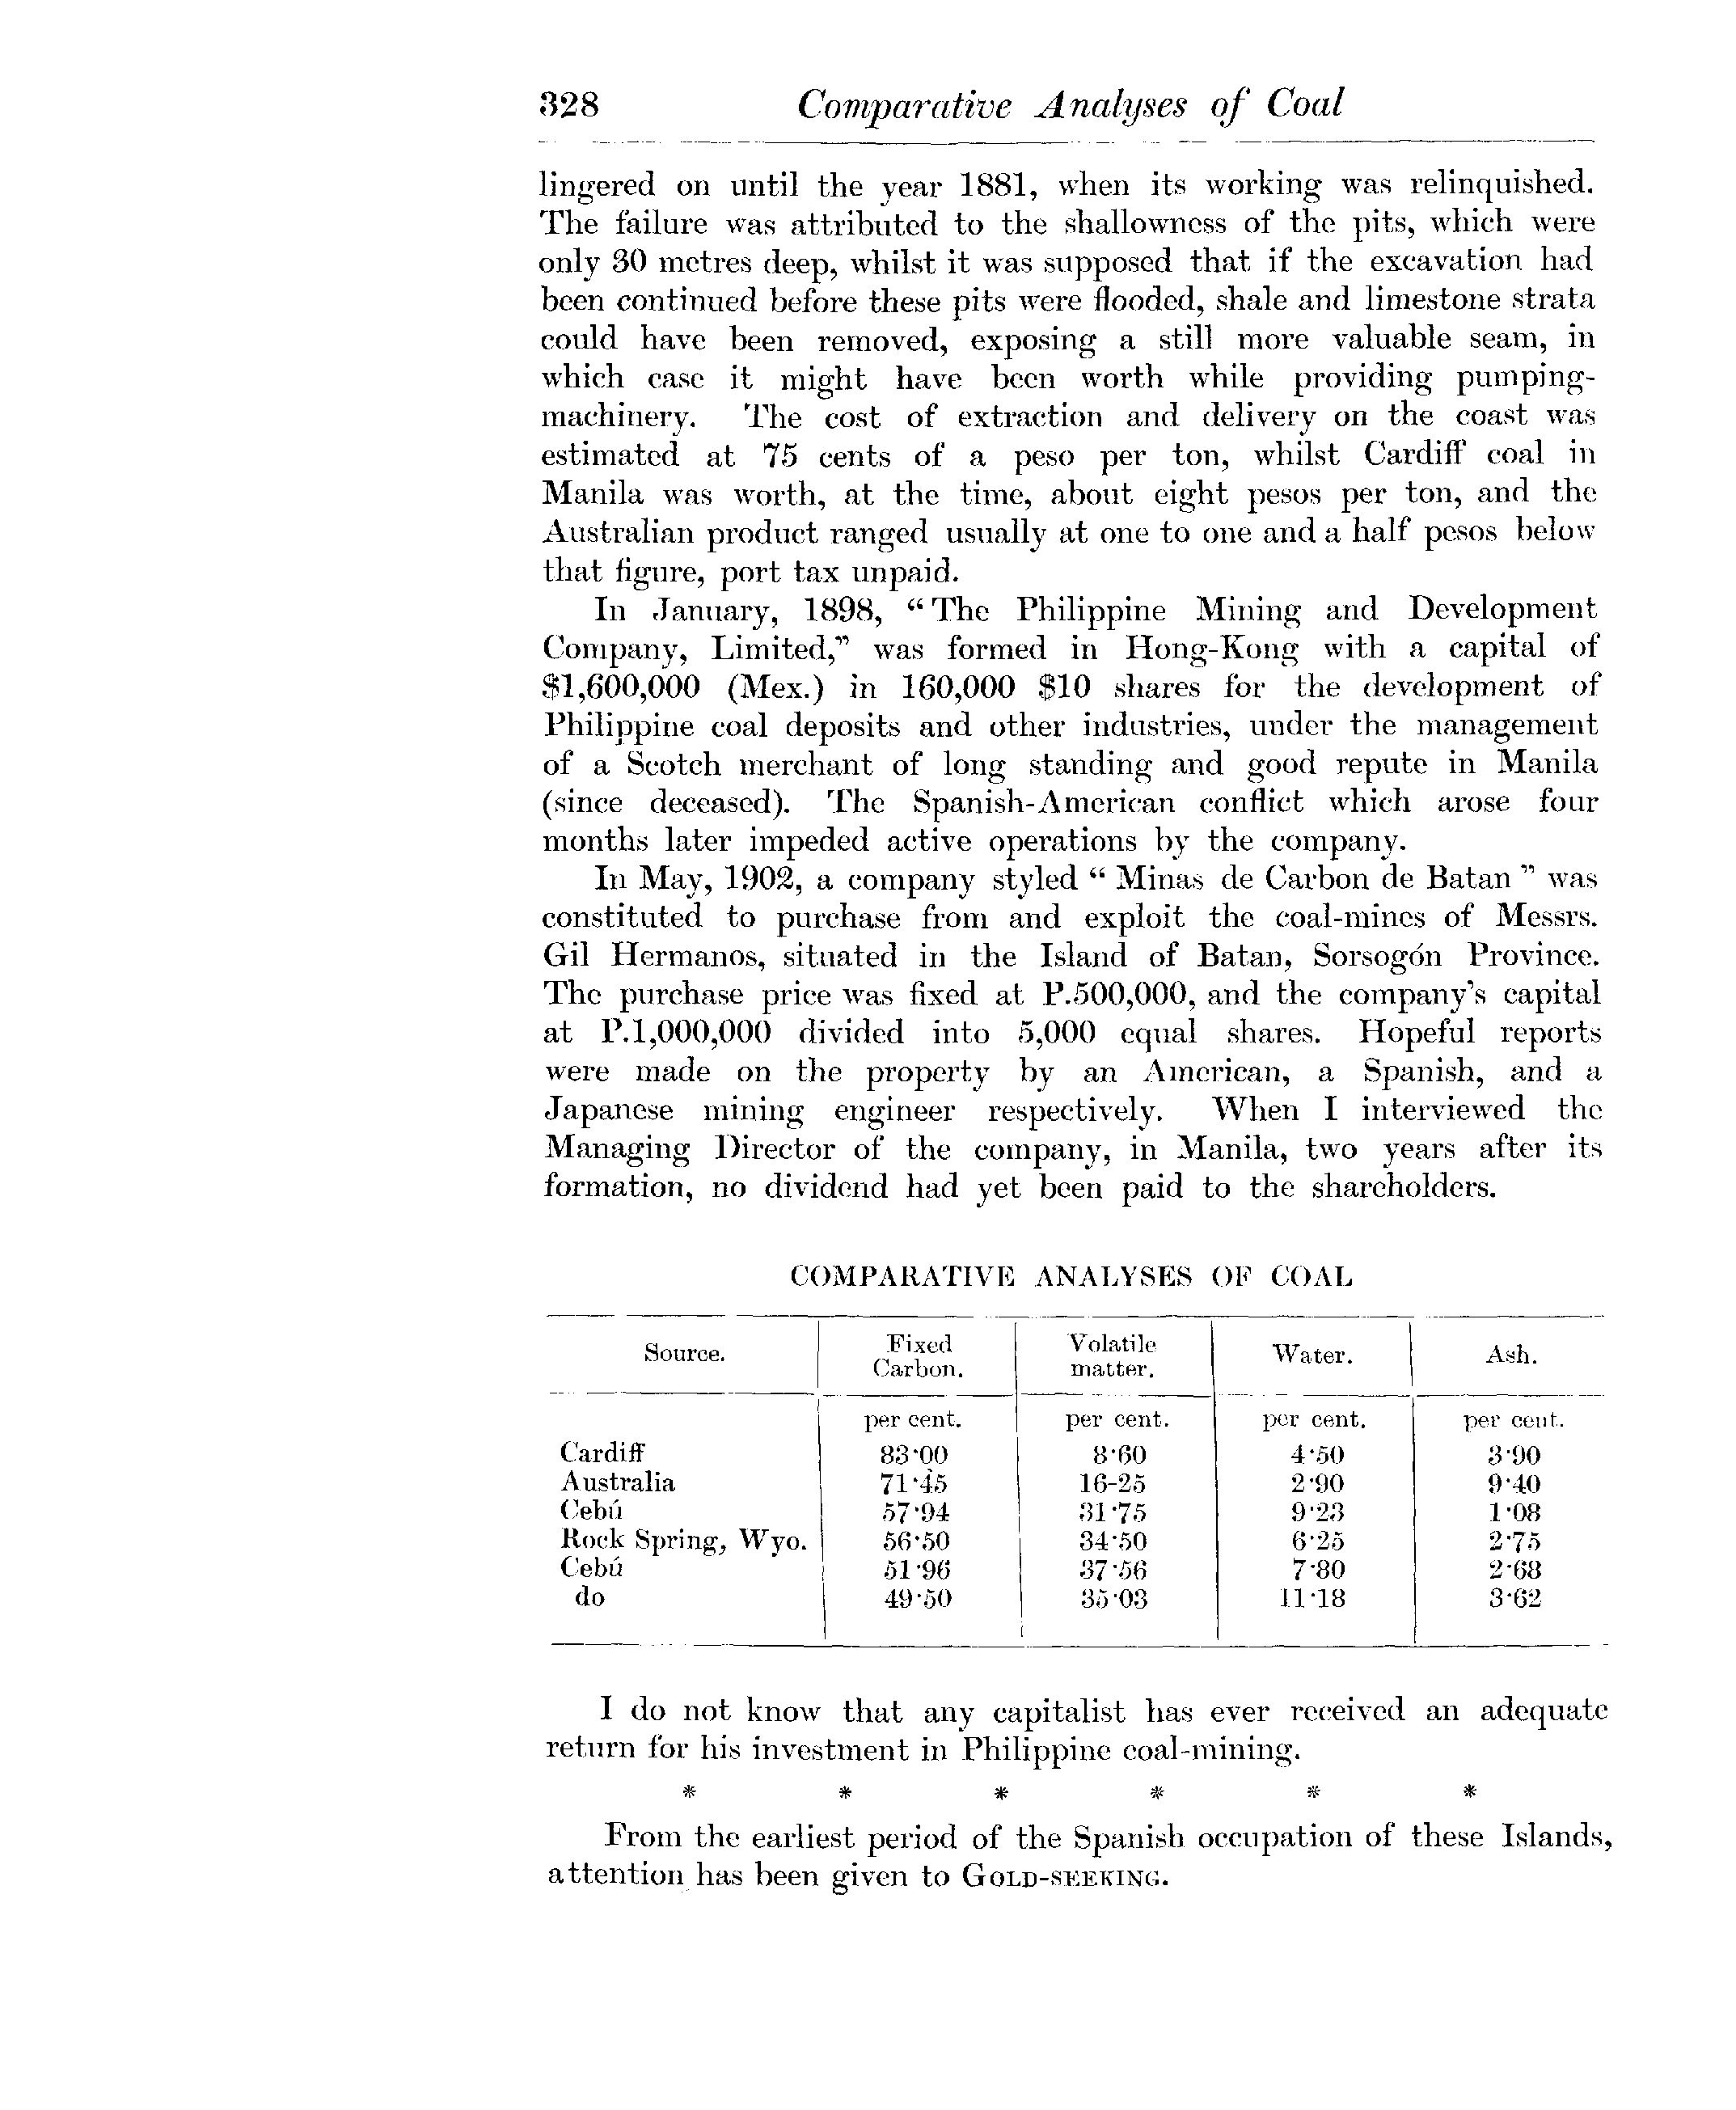 328 Comparative Analyses of Coal
lingered on until the year 1881, when its working was relinquished.
The failure was attributed to the shallowness of the pits, which were
only 30 metres deep, whilst it was supposed that if the excavation had
been continued before these pits were flooded, shale and limestone strata
could have been removed, exposing a still more valuable seam, in
which case it might have been worth while providing pumping-
machinery. The cost of extraction and delivery on the coast was
estimated at 75 cents of a peso per ton, whilst Cardiff coal in
Manila was worth, at the time, about eight pesos per ton, and the
Australian product ranged usually at one to one and a half pesos below
that figure, port tax unpaid.
In January, 1898, “The Philippine Mining and Development
Company, Limited,” was formed in Hong-Kong with a capital of
$1,600,000 (Mex.) in 160,000 $10 shares for the development of
Philippine coal deposits and other industries, under the management
of a Scotch merchant of long standing and good repute in Manila
(since deceased). The Spanish-American conflict which arose four
months later impeded active operations by the company.
In May, 1902, a company styled “ Minas de Carbon de Batan ” was
constituted to purchase from and exploit the coal-mines of Messrs.
Gil Hermanos, situated in the Island of Batan, Sorsogón Province.
The purchase price was fixed at P.500,000, and the company's capital
at P.1,000,000 divided into 5,000 equal shares. Hopeful reports
were made on the property by an American, a Spanish, and a
Japanese mining engineer respectively. When I interviewed the
Managing Director of the company, in Manila, two years after its
formation, no dividend had yet been paid to the shareholders.
COMPARATIVE ANALYSES OF COAL
Source. Fixed Carbon. Volatile matter. Water. Ash.
per cent. per cent. per cent. per cent.
Cardiff 83·00 8·60 4·50 3·90
Australia 71·45 16-25 2·90 9·40
Cebú 57·94 31·75 9·23 1·08
Rock Spring, Wyo. 56·50 34·50 6·25 2·75
Cebú 51·96 37·56 7·80 2·68
do 49·50 35·03 11·18 3·62
I do not know that any capitalist has ever received an adequate
return for his investment in Philippine coal-mining.
* * * * * *
From the earliest period of the Spanish occupation of these Islands,
attention has been given to GOLD-SEEKING.